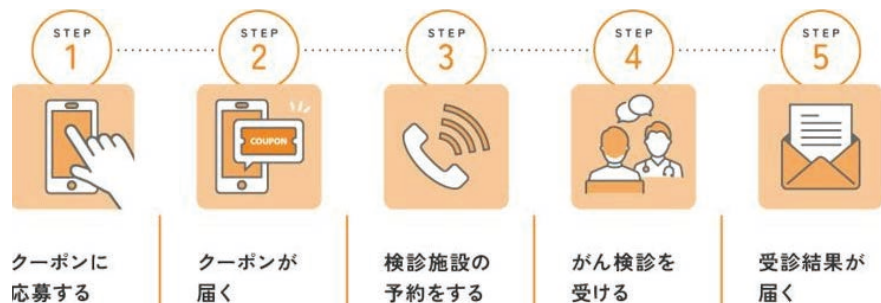 STEP
1
STEP
2
STEP
3
STEP
4
STEP
5
COUPON
クーポンに
応募する
クーポンが
届く
検診施設の
予約をする
がん検診を
受ける
受診結果が
届く